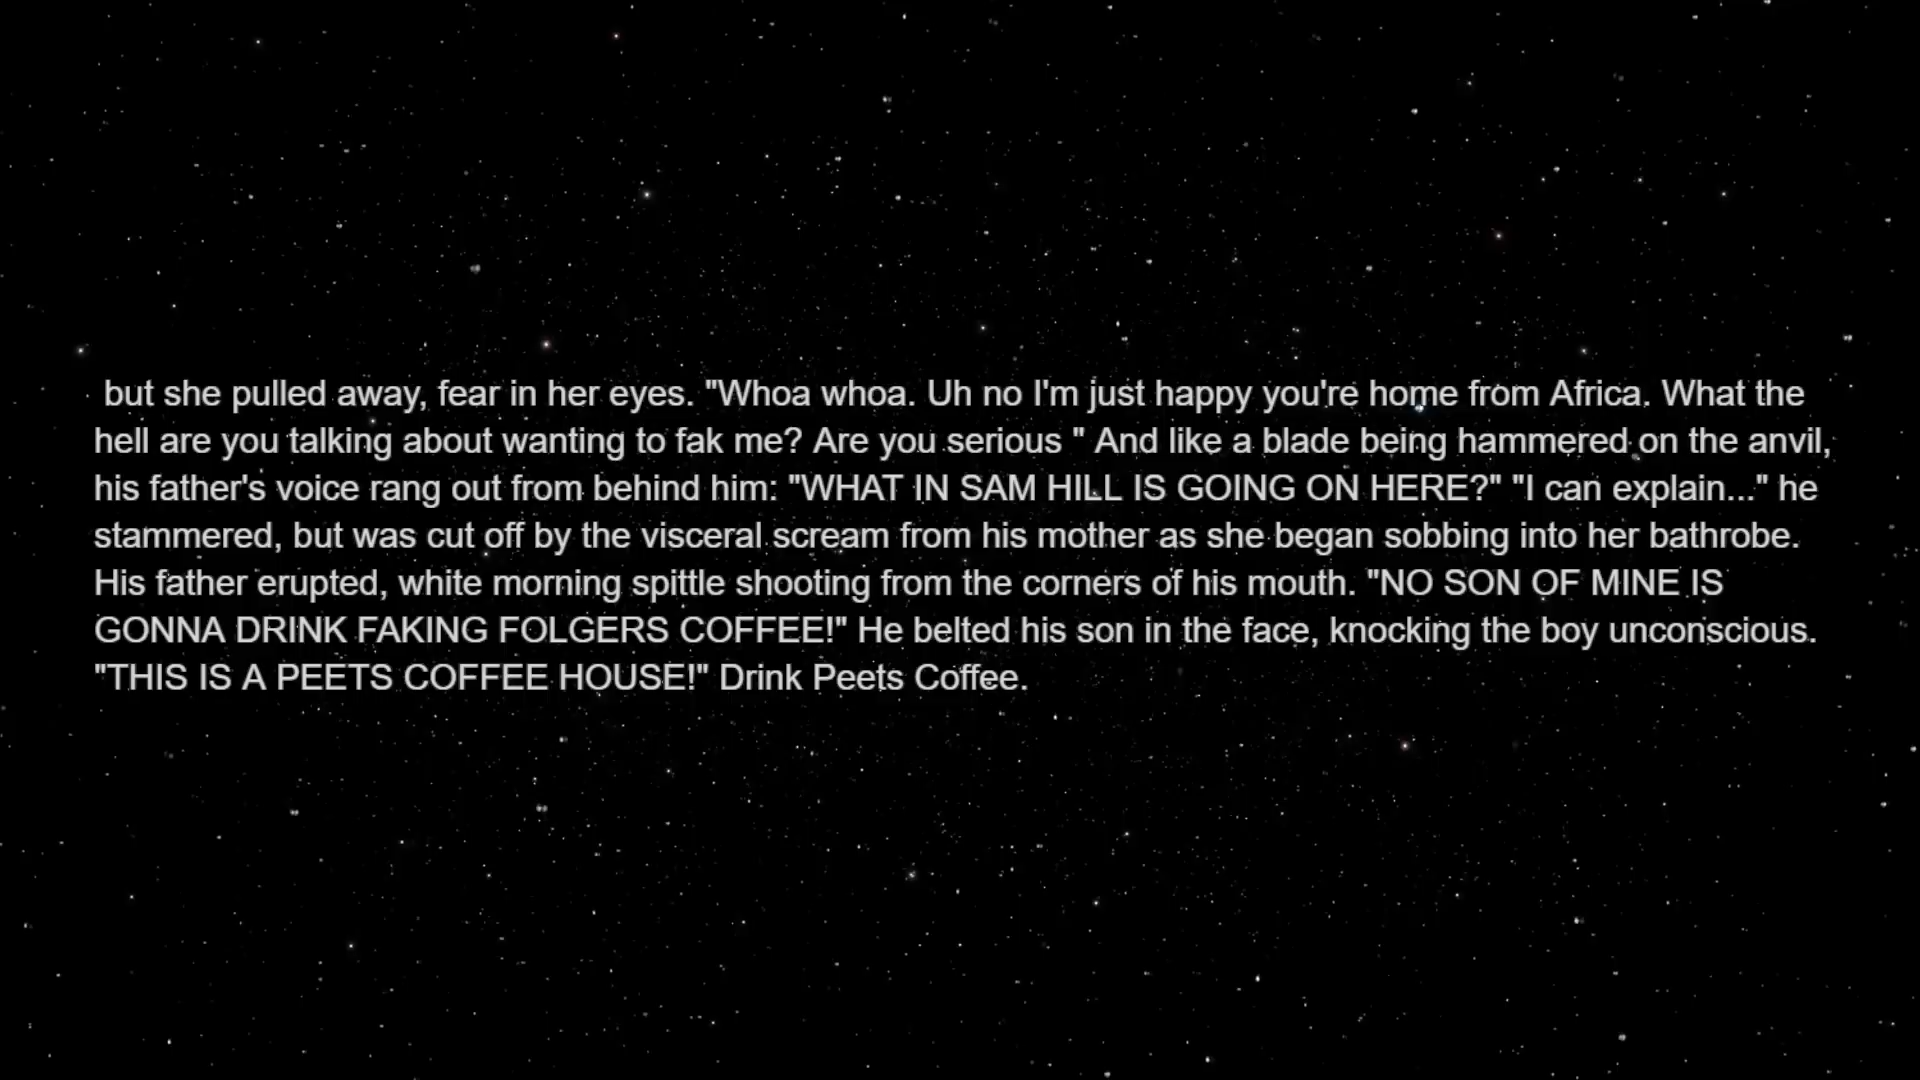 but she pulled away, fear in her eyes. "Whoa whoa. Uh no I'm just happy you're home from Africa. What the
hell are you talking about wanting to fak me? Are you serious " And like a blade being hammered on the anvil,
his father's voice rang out from behind him: "WHAT IN SAM HILL IS GOING ON HERE?" "I can explain..." he
stammered, but was cut off by the visceral scream from his mother as she began sobbing into her bathrobe.
His father erupted, white morning spittle shooting from the corners of his mouth. "NO SON OF MINE IS
GONNA DRINK FAKING FOLGERS COFFEE!" He belted his son in the face, knocking the boy unconscious.
"THIS IS A PEETS COFFEE HOUSE!" Drink Peets Coffee.